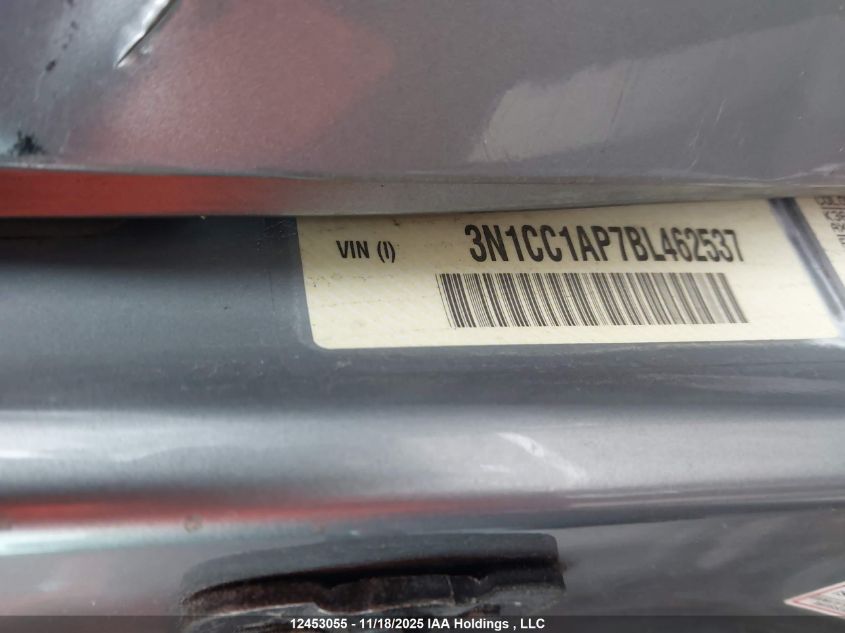 VIN (I) 3N1CC1AP7BL462537
12453055 - 11/18/2025 IAA Holdings , LLC